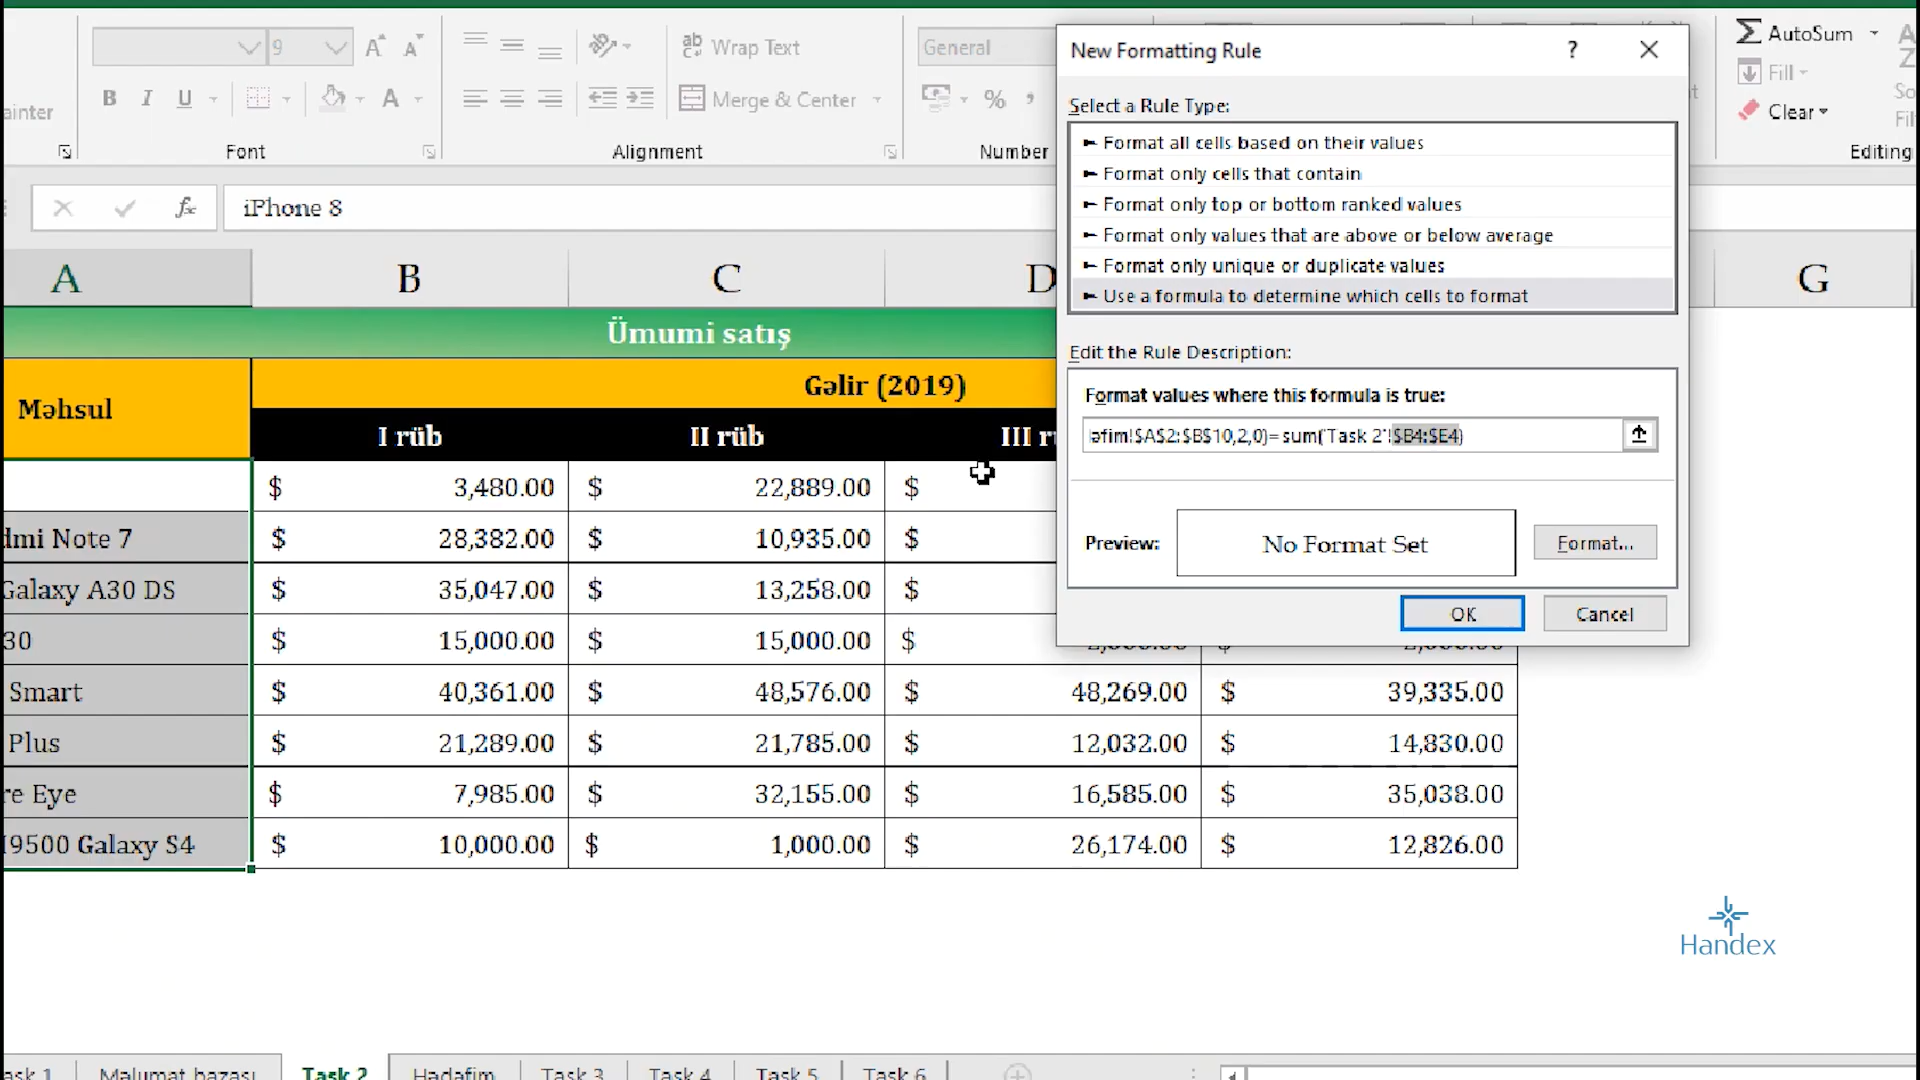 9
Wrap Text
General
AutoSum
Fill
Clear
B I U
A
Merge & Center
%
ainter
Font
Alignment
Number
Editing
fx
iPhone 8
New Formatting Rule
?
Select a Rule Type:
► Format all cells based on their values
► Format only cells that contain
► Format only top or bottom ranked values
► Format only values that are above or below average
► Format only unique or duplicate values
► Use a formula to determine which cells to format
Edit the Rule Description:
Format values where this formula is true:
əfim!$A$2:$B$10,2,0)=sum('Task 2'!$B4:$E4)
Preview:
No Format Set
Format...
OK
Cancel
A B C D G
Ümumi satış
Məhsul
Gəlir (2019)
I rüb II rüb III r
$ 3,480.00 $ 22,889.00 $
dmi Note 7 $ 28,382.00 $ 10,935.00 $
Galaxy A30 DS $ 35,047.00 $ 13,258.00 $
30 $ 15,000.00 $ 15,000.00 $
Smart $ 40,361.00 $ 48,576.00 $ 48,269.00 $ 39,335.00
Plus $ 21,289.00 $ 21,785.00 $ 12,032.00 $ 14,830.00
re Eye $ 7,985.00 $ 32,155.00 $ 16,585.00 $ 35,038.00
I9500 Galaxy S4 $ 10,000.00 $ 1,000.00 $ 26,174.00 $ 12,826.00
Handex
ask 1 Məlumat bazası Task 2 Hədəfim Task 3 Task 4 Task 5 Task 6